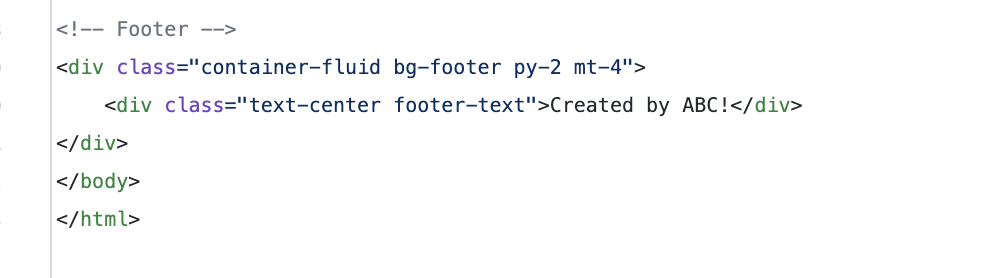 <!-- Footer -->
<div class="container-fluid bg-footer py-2 mt-4">
    <div class="text-center footer-text">Created by ABC!</div>
</div>
</body>
</html>